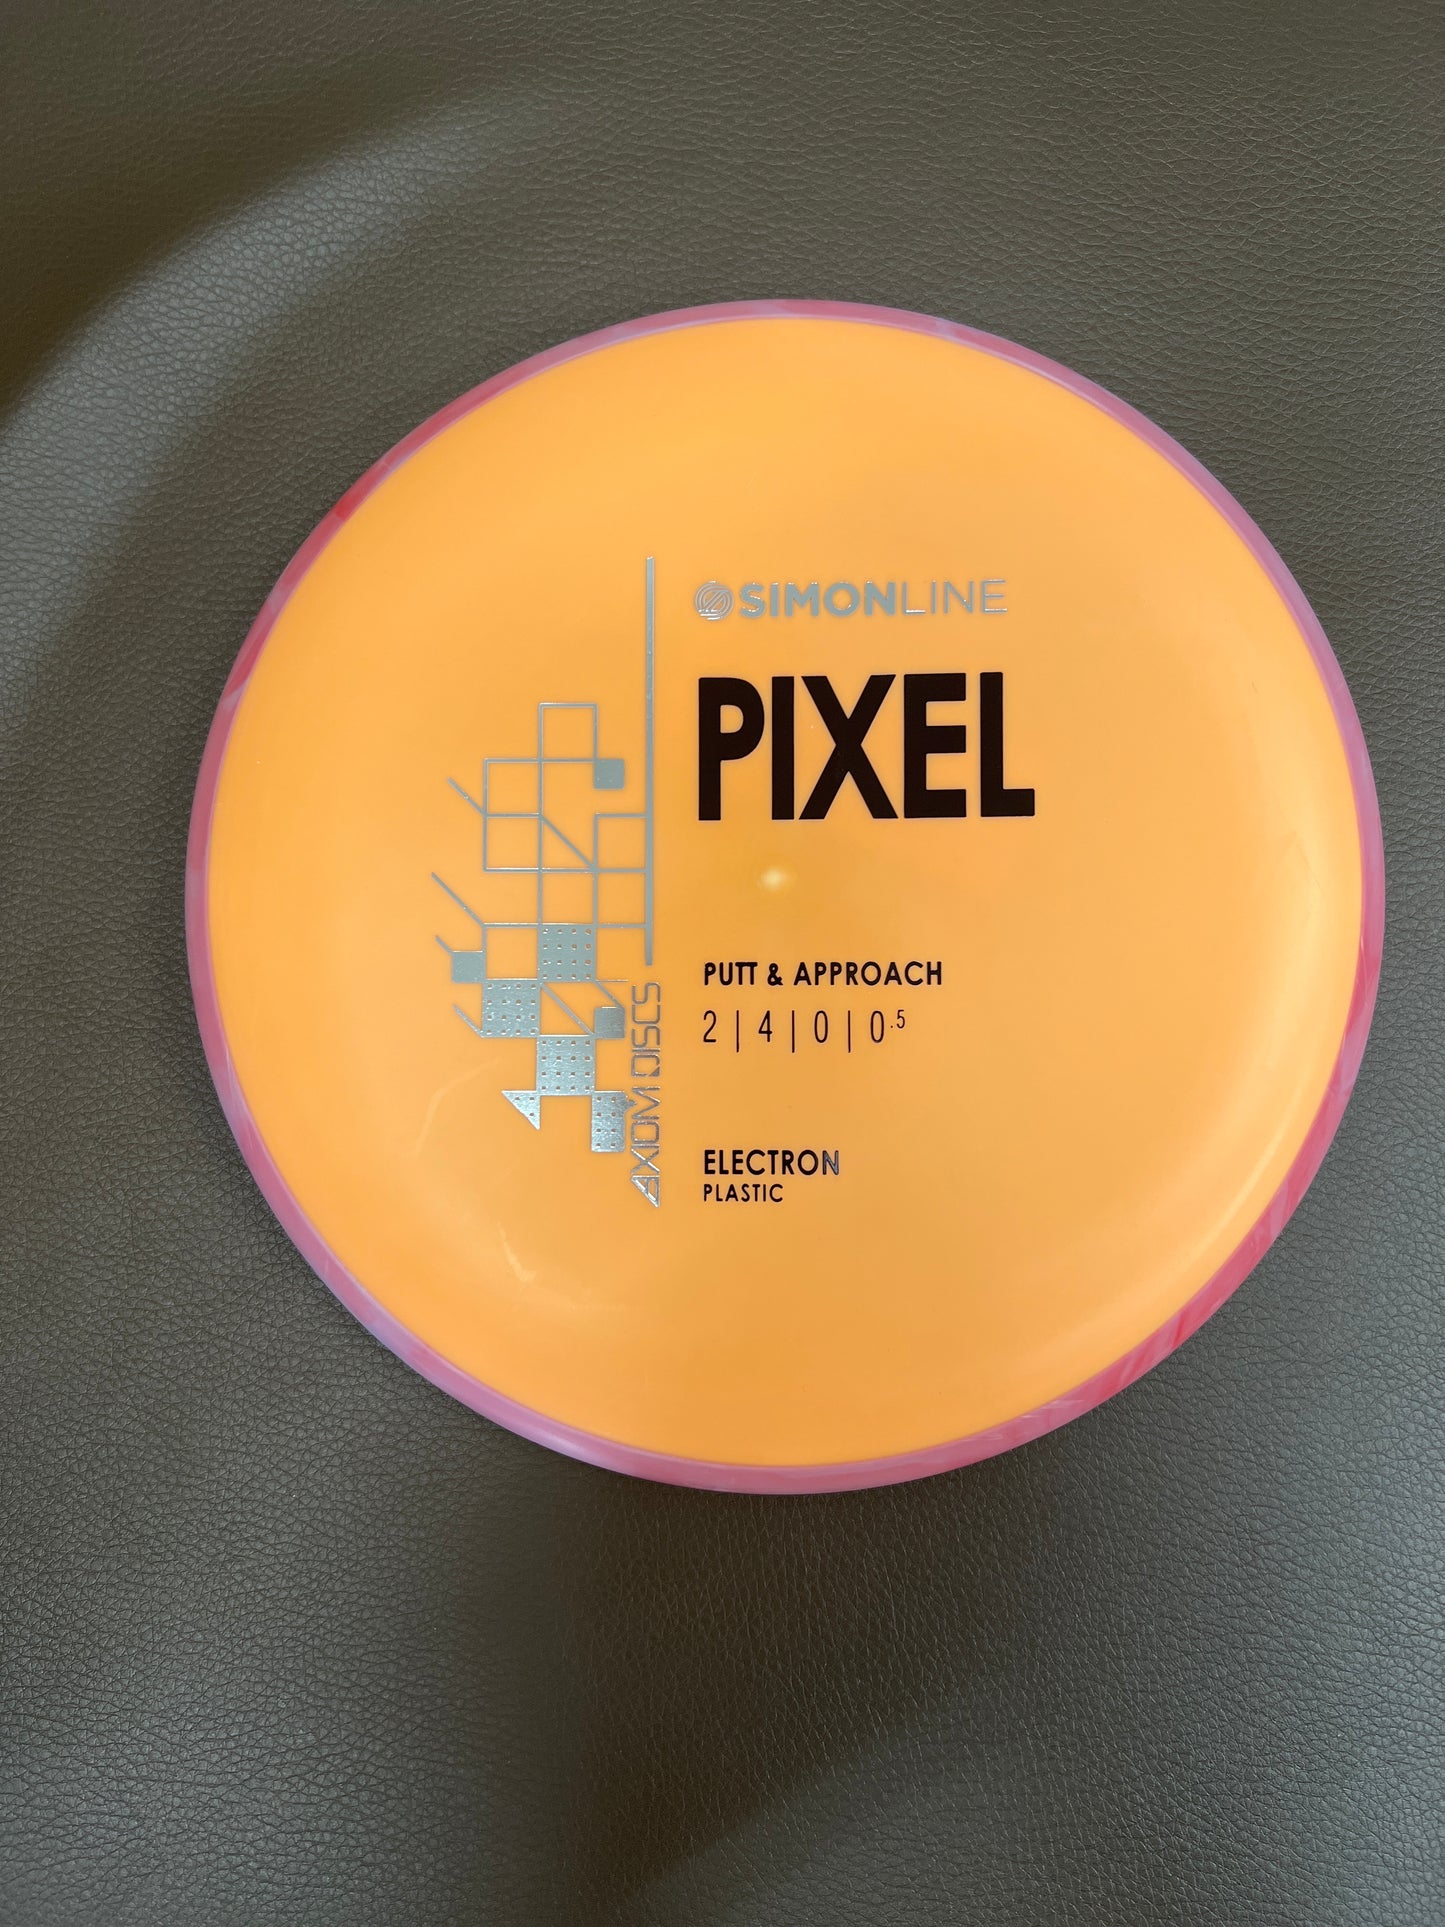 SIMONLINE
PIXEL
PUTT & APPROACH
2 | 4 | 0 | 0.5
ELECTRON
PLASTIC
AXIOM DISCS